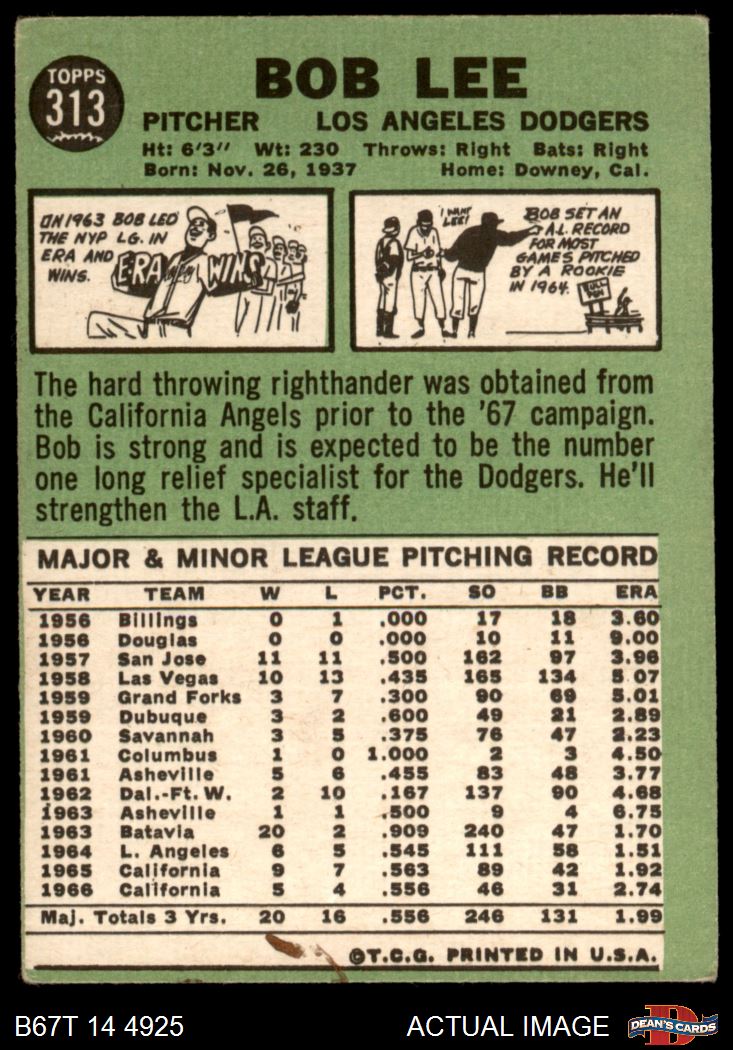 TOPPS
313
BOB LEE
PITCHER LOS ANGELES DODGERS
Ht: 6'3" Wt: 230 Throws: Right Bats: Right
Born: Nov. 26, 1937 Home: Downey, Cal.
IN 1963 BOB LED
THE NYP LG. IN
ERA AND
WINS.
ERA WINS
I WANT
LEE!
BOB SET AN
A.L. RECORD
FOR MOST
GAMES PITCHED
BY A ROOKIE
IN 1964.
BULL
PEN
The hard throwing righthander was obtained from
the California Angels prior to the '67 campaign.
Bob is strong and is expected to be the number
one long relief specialist for the Dodgers. He'll
strengthen the L.A. staff.
MAJOR & MINOR LEAGUE PITCHING RECORD
YEAR TEAM W L PCT. SO BB ERA
1956 Billings 0 1 .000 17 18 3.60
1956 Douglas 0 0 .000 10 11 9.00
1957 San Jose 11 11 .500 162 97 3.96
1958 Las Vegas 10 13 .435 165 134 5.07
1959 Grand Forks 3 7 .300 90 69 5.01
1959 Dubuque 3 2 .600 49 21 2.89
1960 Savannah 3 5 .375 76 47 2.23
1961 Columbus 1 0 1.000 2 3 4.50
1961 Asheville 5 6 .455 83 48 3.77
1962 Dal.-Ft. W. 2 10 .167 137 90 4.68
1963 Asheville 1 1 .500 9 4 6.75
1963 Batavia 20 2 .909 240 47 1.70
1964 L. Angeles 6 5 .545 111 58 1.51
1965 California 9 7 .563 89 42 1.92
1966 California 5 4 .556 46 31 2.74
Maj. Totals 3 Yrs. 20 16 .556 246 131 1.99
©T.C.G. PRINTED IN U.S.A.
B67T 14 4925 ACTUAL IMAGE
DEAN'S CARDS